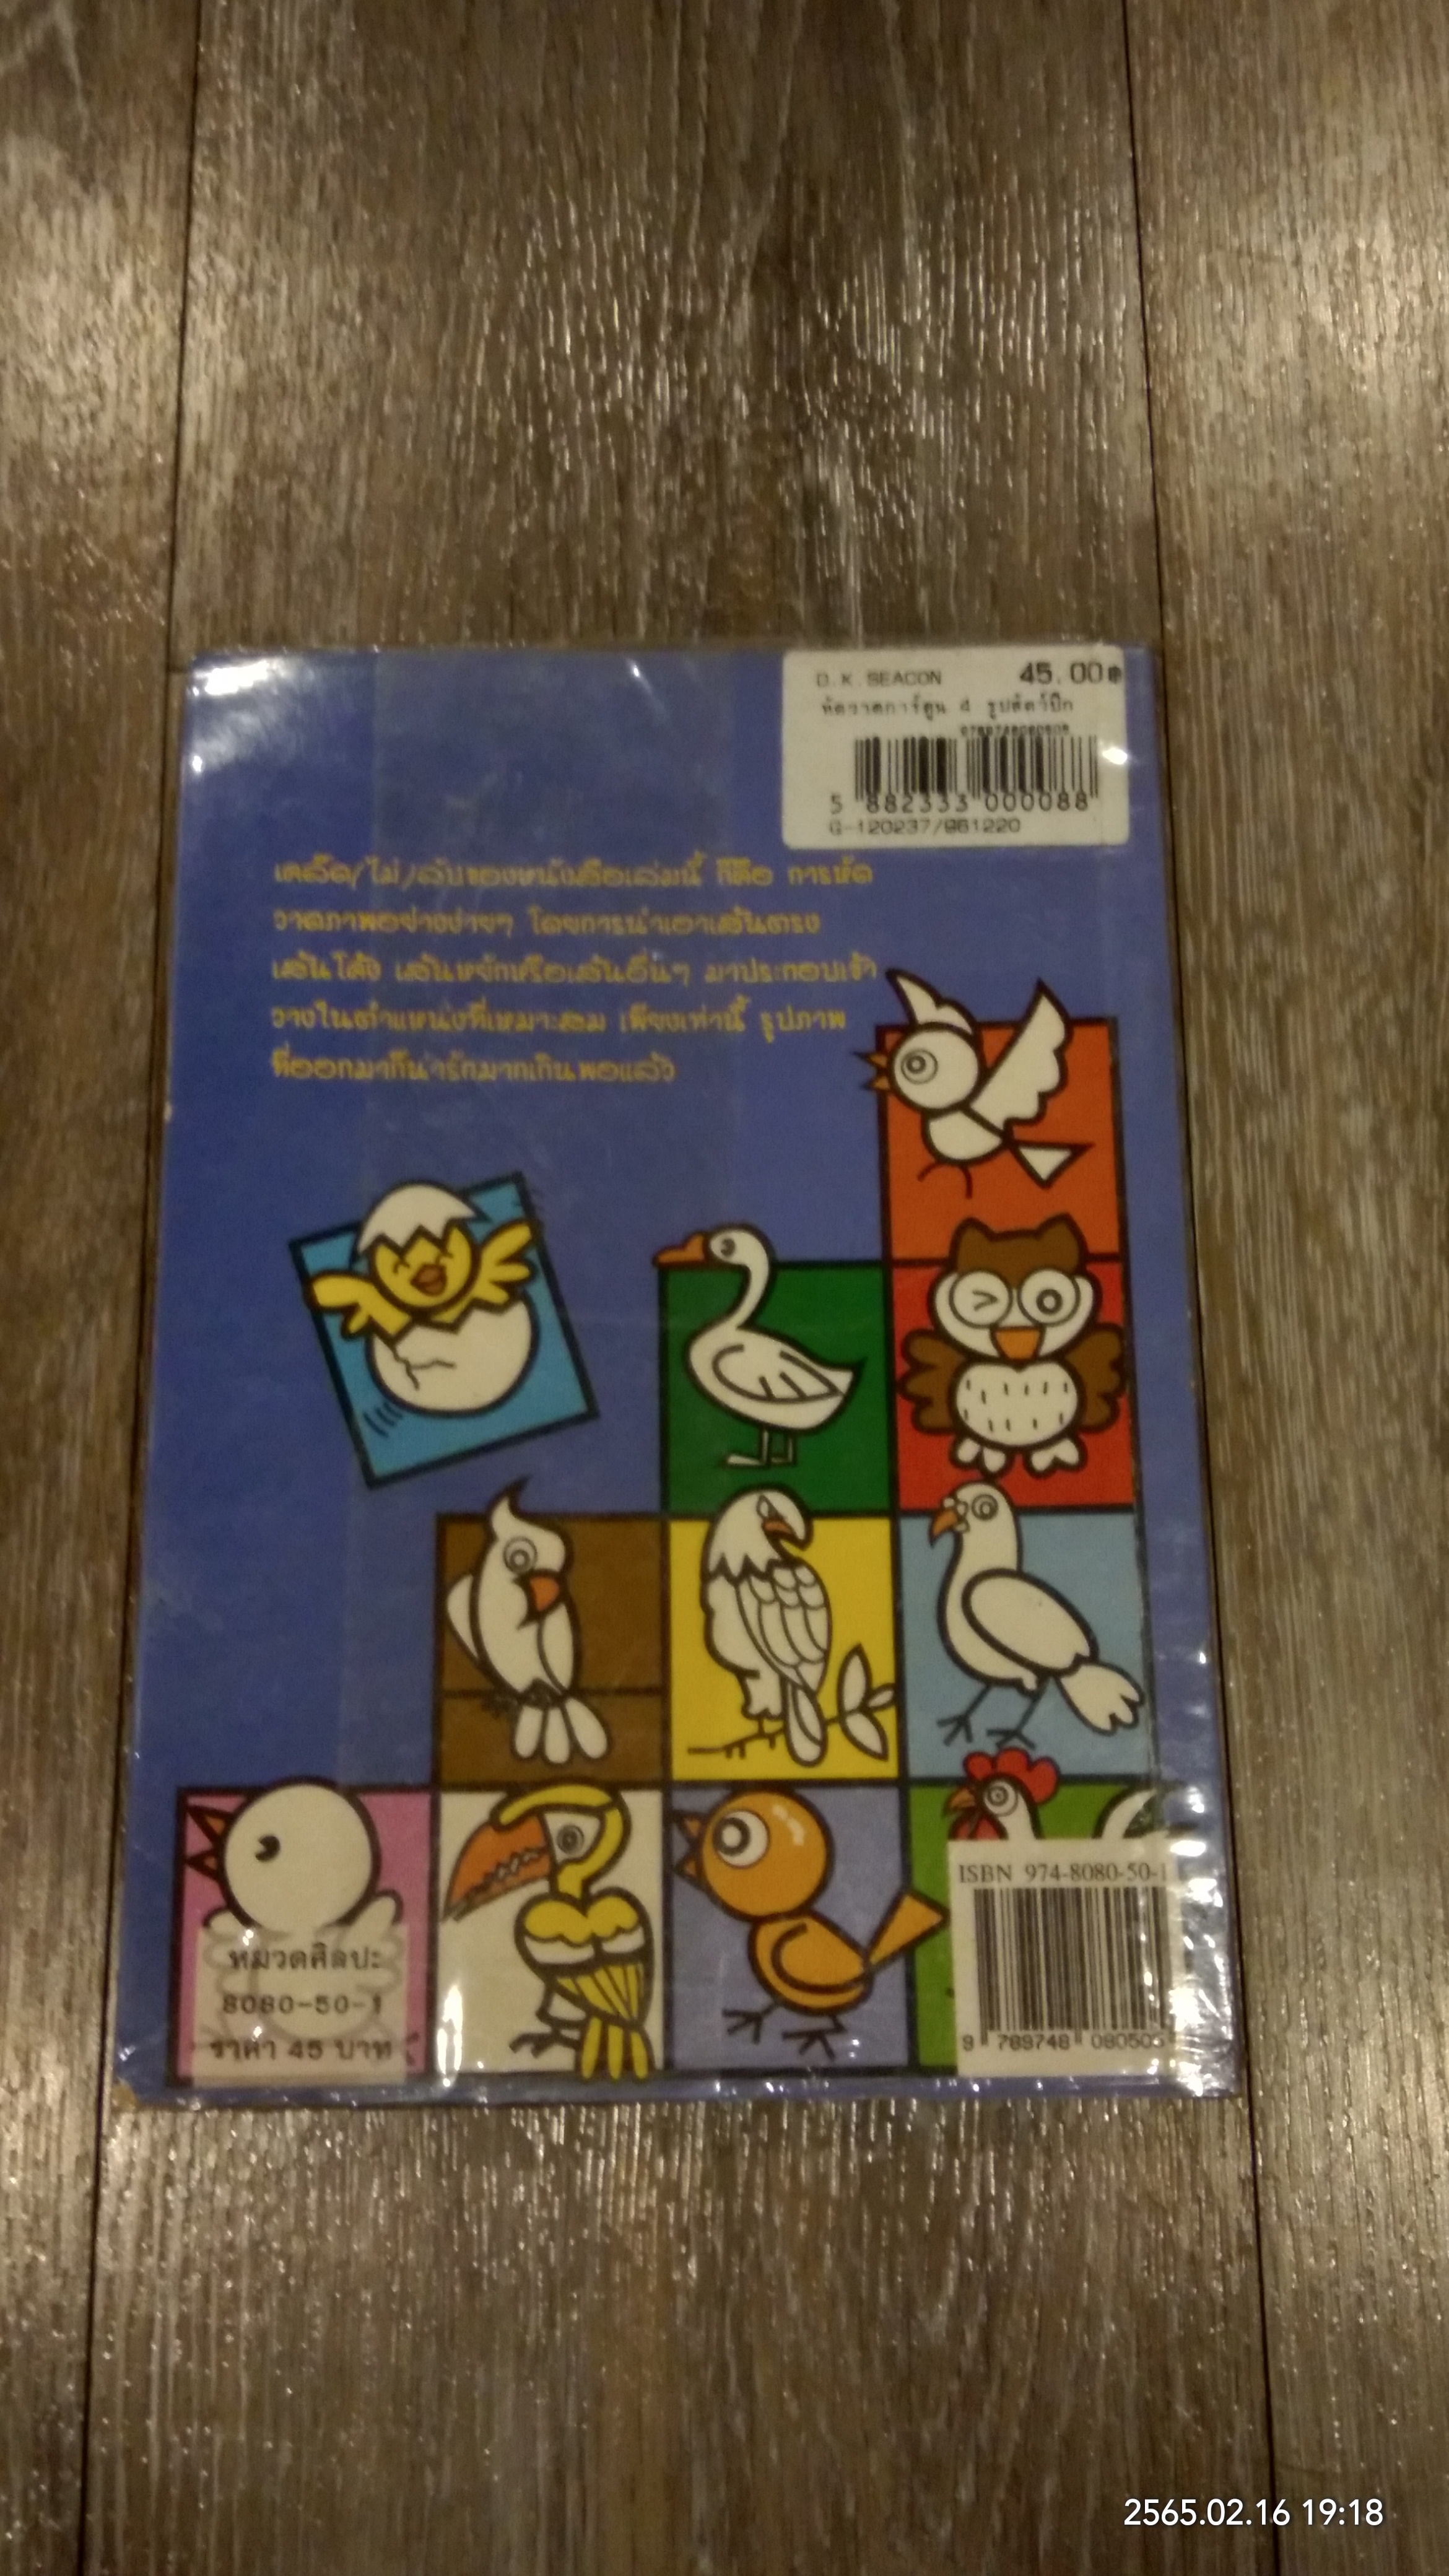 D.K. SEACON 45.00฿
หัดวาดการ์ตูน 4 รูปสัตว์ปีก
9789748080505
5 882333 000088
G-120237/961220
เคล็ด(ไม่)ลับของหนังสือเล่มนี้ ก็คือ การหัด
วาดภาพอย่างง่ายๆ โดยการนำเอาเส้นตรง
เส้นโค้ง เส้นหยักหรือเส้นอื่นๆ มาประกอบเข้า
วางในตำแหน่งที่เหมาะสม เพียงเท่านี้ รูปภาพ
ที่ออกมาก็น่ารักมากเกินพอแล้ว
ISBN 974-8080-50-1
9 789748 080505
หมวดศิลปะ
8080-50-1
ราคา 45 บาท
2565.02.16 19:18